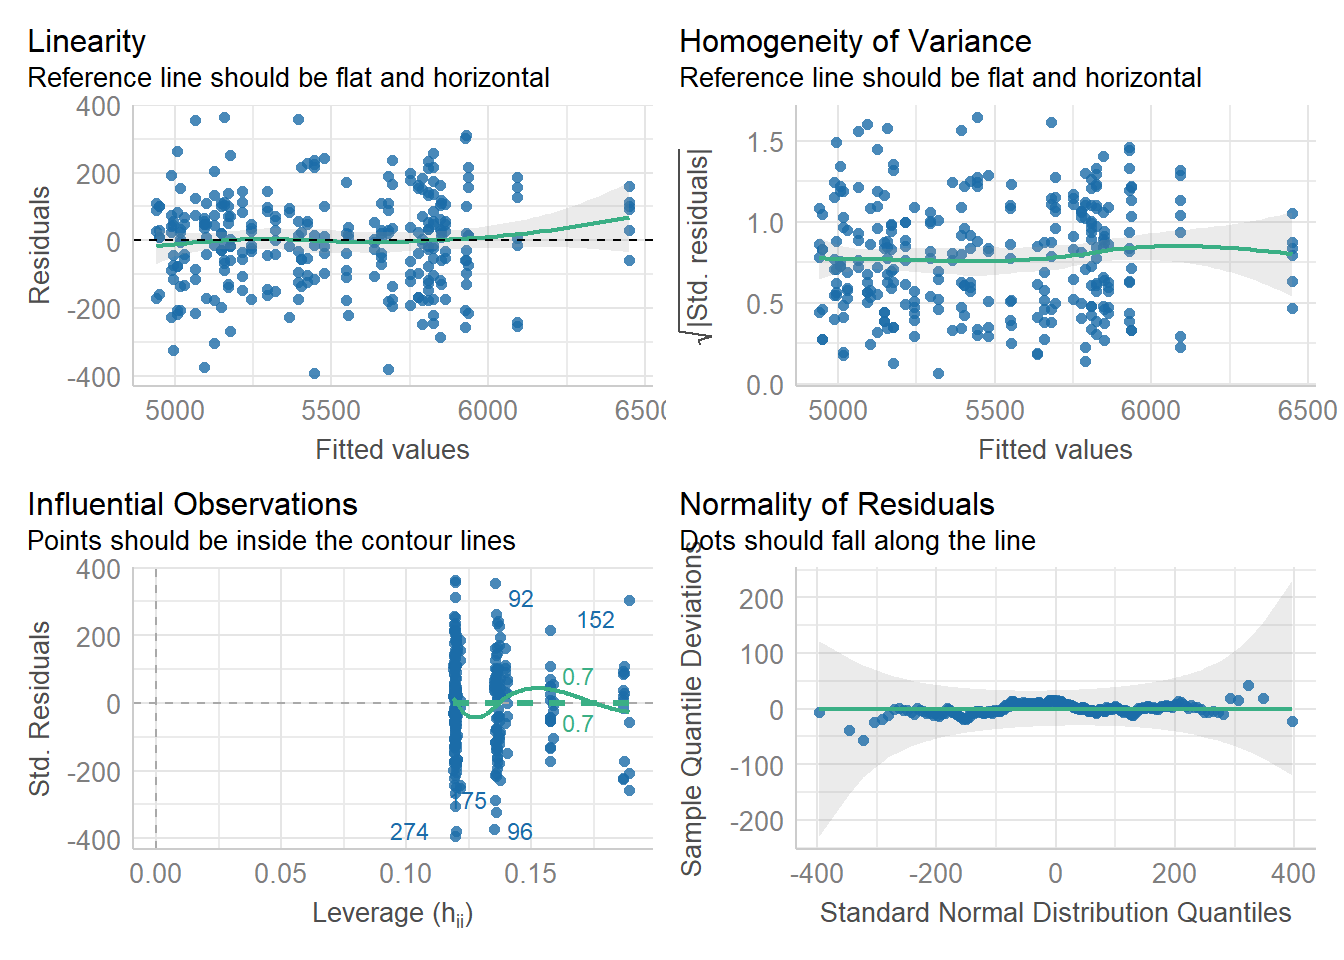 Linearity
Reference line should be flat and horizontal
400
200
0
-200
-400
Residuals
5000
5500
6000
6500
Fitted values
Homogeneity of Variance
Reference line should be flat and horizontal
1.5
1.0
0.5
0.0
√|Std. residuals|
5000
5500
6000
6500
Fitted values
Influential Observations
Points should be inside the contour lines
400
200
0
-200
-400
Std. Residuals
92
152
0.7
0.7
75
274
96
0.00
0.05
0.10
0.15
Leverage (hii)
Normality of Residuals
Dots should fall along the line
200
100
0
-100
-200
Sample Quantile Deviations
-400
-200
0
200
400
Standard Normal Distribution Quantiles